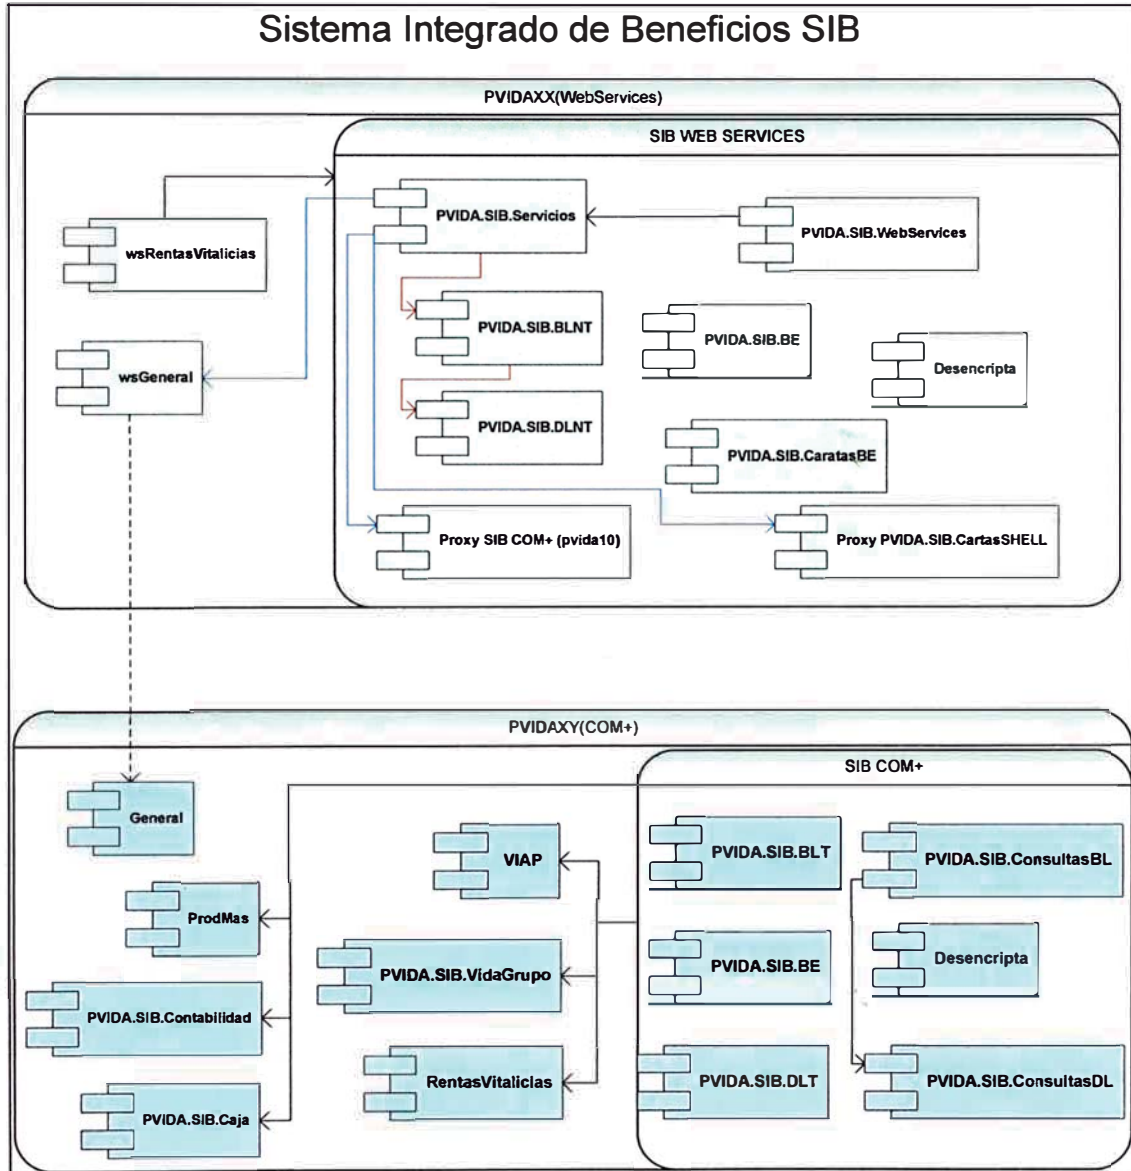 Sistema Integrado de Beneficios SIB
PVIDAXX(WebServices)
SIB WEB SERVICES
PVIDA.SIB.Servicios
PVIDA.SIB.WebServices
wsRentasVitalicias
PVIDA.SIB.BLNT
PVIDA.SIB.BE
Desencripta
wsGeneral
PVIDA.SIB.DLNT
PVIDA.SIB.CaratasBE
Proxy SIB COM+ (pvida10)
Proxy PVIDA.SIB.CartasSHELL
PVIDAXY(COM+)
SIB COM+
General
VIAP
PVIDA.SIB.BLT
PVIDA.SIB.ConsultasBL
ProdMas
PVIDA.SIB.VidaGrupo
PVIDA.SIB.BE
Desencripta
PVIDA.SIB.Contabilidad
RentasVitalicias
PVIDA.SIB.DLT
PVIDA.SIB.ConsultasDL
PVIDA.SIB.Caja